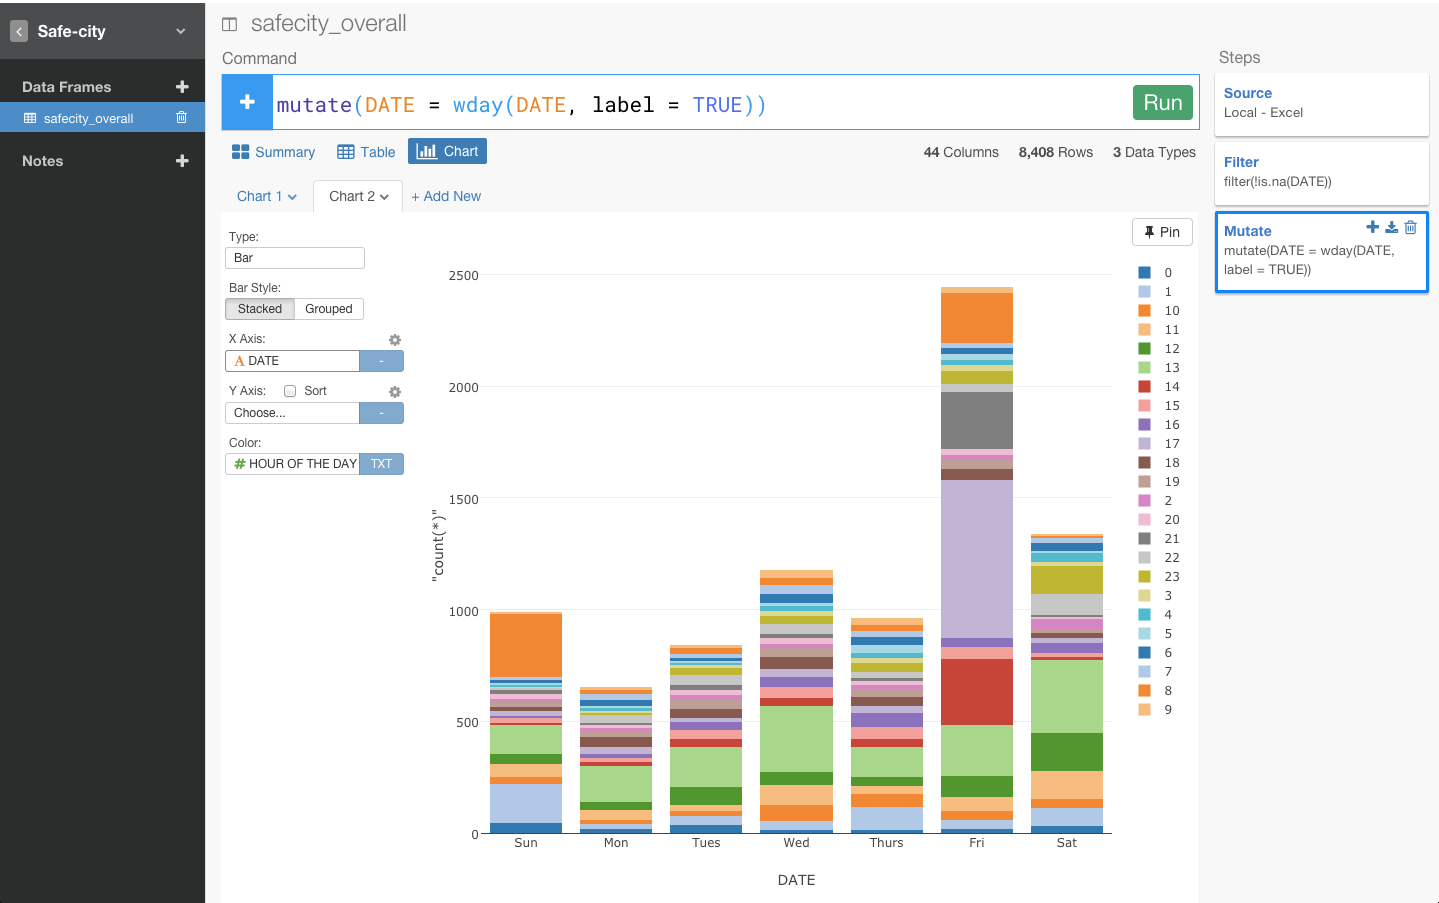 Safe-city
Data Frames
safecity_overall
Notes
safecity_overall
Command
mutate(DATE = wday(DATE, label = TRUE))
Run
Summary
Table
Chart
44 Columns
8,408 Rows
3 Data Types
Chart 1
Chart 2
+ Add New
Type:
Bar
Bar Style:
Stacked
Grouped
X Axis:
A DATE
-
Y Axis:
Sort
Choose...
-
Color:
# HOUR OF THE DAY
TXT
Pin
2500
2000
1500
1000
500
0
"count(*)"
Sun
Mon
Tues
Wed
Thurs
Fri
Sat
DATE
0
1
10
11
12
13
14
15
16
17
18
19
2
20
21
22
23
3
4
5
6
7
8
9
Steps
Source
Local - Excel
Filter
filter(!is.na(DATE))
Mutate
mutate(DATE = wday(DATE,
label = TRUE))